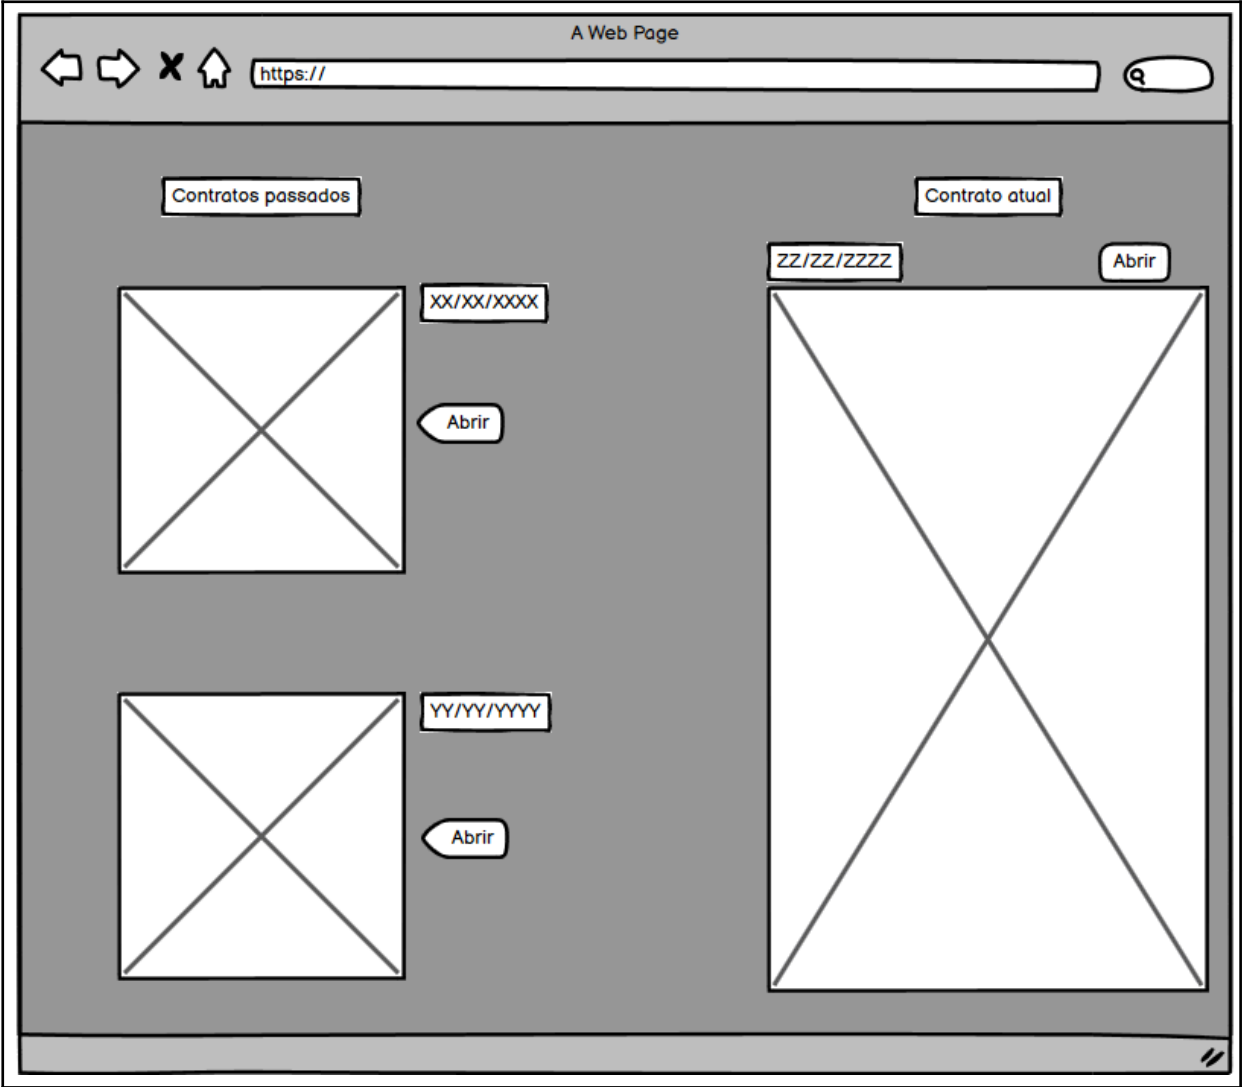 A Web Page
https://
Contratos passados
Contrato atual
ZZ/ZZ/ZZZZ
Abrir
XX/XX/XXXX
Abrir
YY/YY/YYYY
Abrir